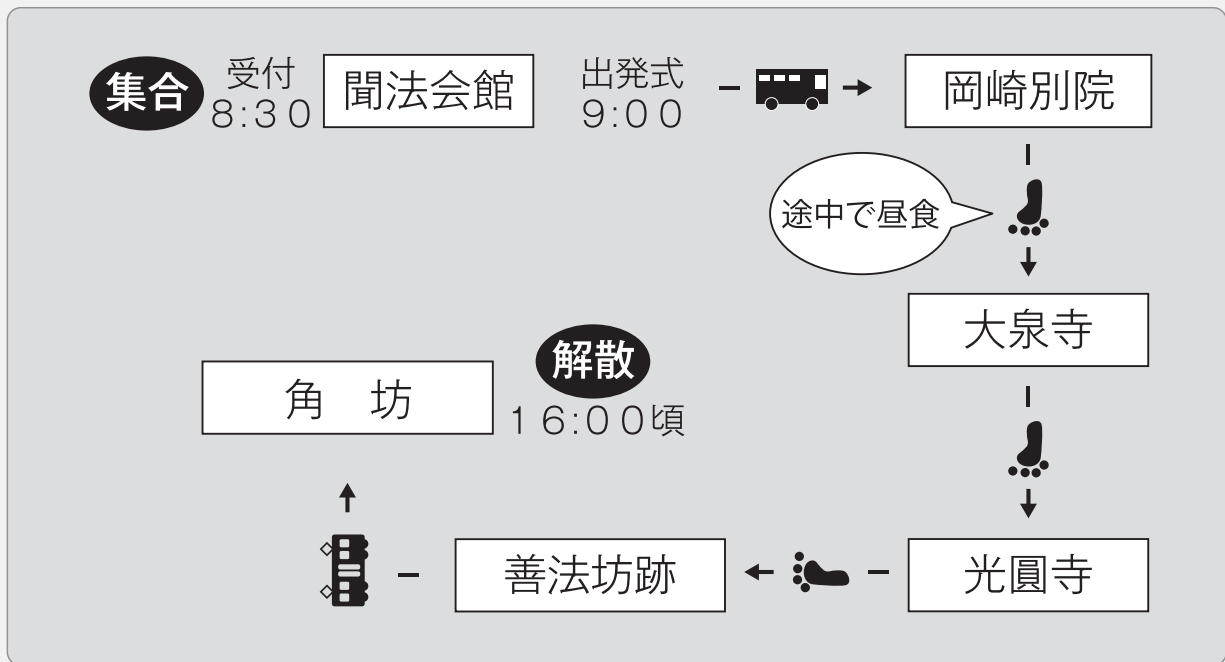 集合
受付
8:30
聞法会館
出発式
9:00
岡崎別院
途中で昼食
大泉寺
光圓寺
善法坊跡
角　坊
解散
16:00頃